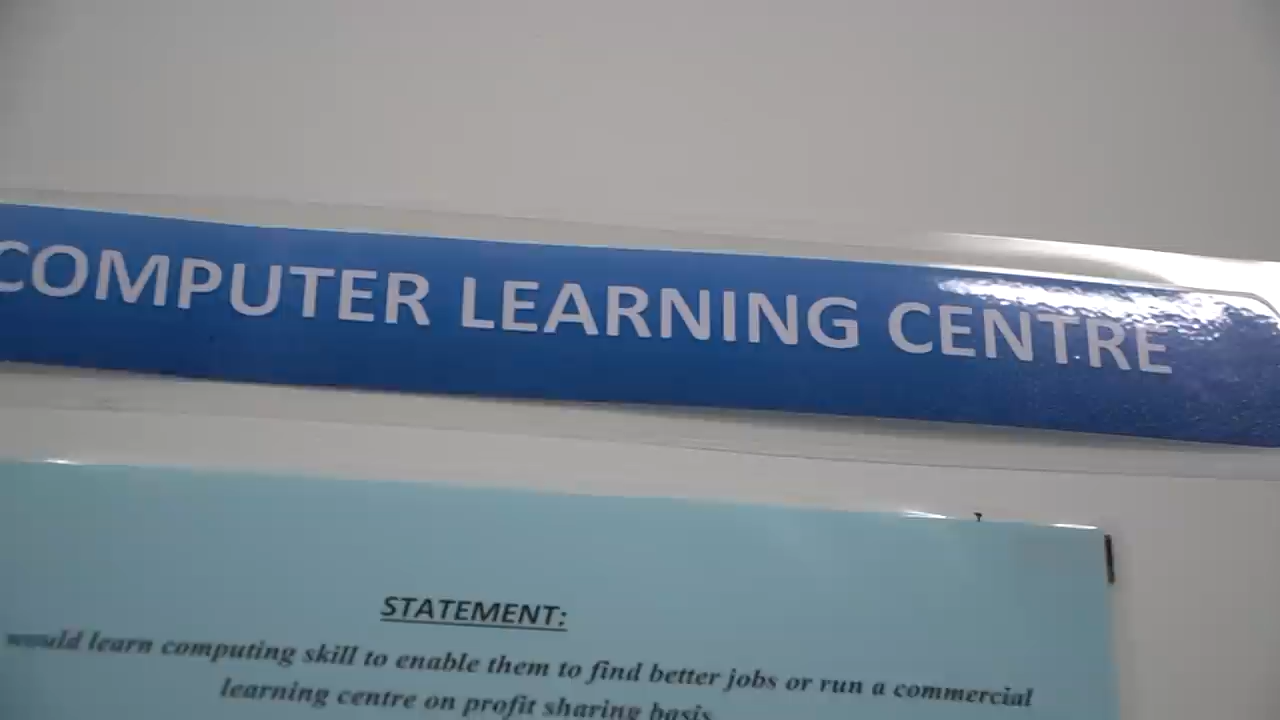 COMPUTER LEARNING CENTRE
STATEMENT:
would learn computing skill to enable them to find better jobs or run a commercial
learning centre on profit sharing basis